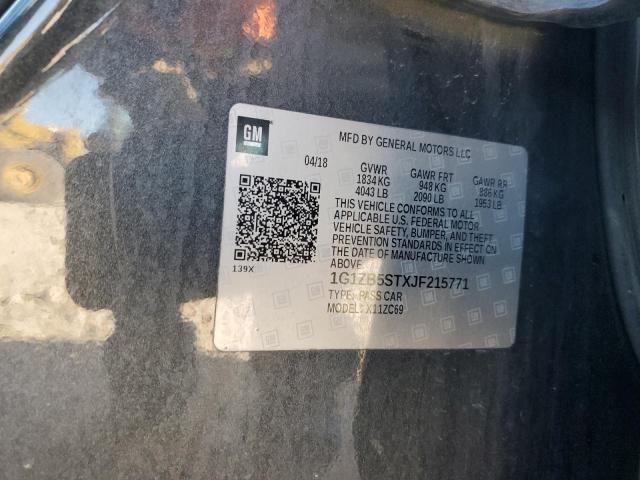 GM
MFD BY GENERAL MOTORS LLC
04/18
GVWR GAWR FRT GAWR RR
1834 KG 948 KG 886 KG
4043 LB 2090 LB 1953 LB
THIS VEHICLE CONFORMS TO ALL
APPLICABLE U.S. FEDERAL MOTOR
VEHICLE SAFETY, BUMPER, AND THEFT
PREVENTION STANDARDS IN EFFECT ON
THE DATE OF MANUFACTURE SHOWN
ABOVE.
139X
1G1ZB5STXJF215771
TYPE: PASS CAR
MODEL: X11ZC69